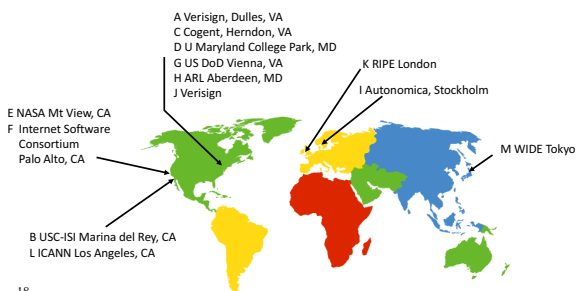 A Verisign, Dulles, VA
C Cogent, Herndon, VA
D U Maryland College Park, MD
G US DoD Vienna, VA
H ARL Aberdeen, MD
J Verisign
K RIPE London
I Autonomica, Stockholm
E NASA Mt View, CA
F Internet Software
Consortium
Palo Alto, CA
M WIDE Tokyo
B USC-ISI Marina del Rey, CA
L ICANN Los Angeles, CA
18